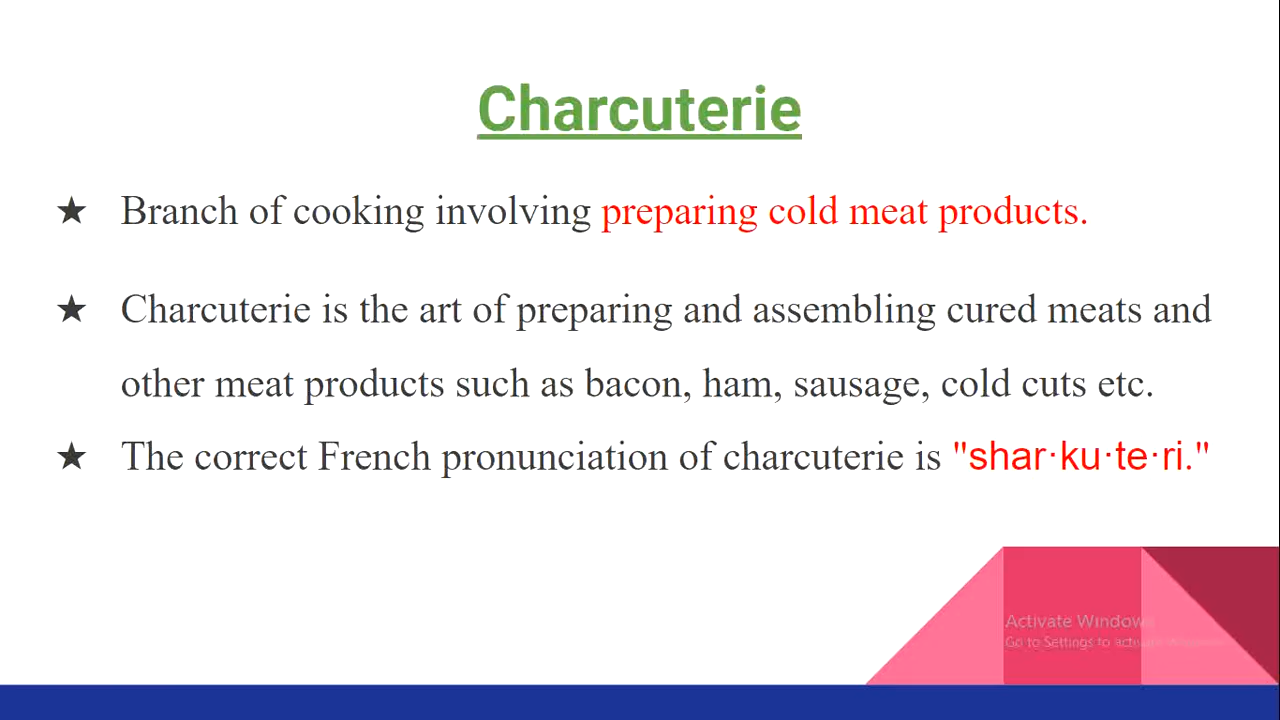 Charcuterie
★ Branch of cooking involving preparing cold meat products.
★ Charcuterie is the art of preparing and assembling cured meats and
other meat products such as bacon, ham, sausage, cold cuts etc.
★ The correct French pronunciation of charcuterie is "shar·ku·te·ri."
Activate Windows
Go to Settings to activate Windows.